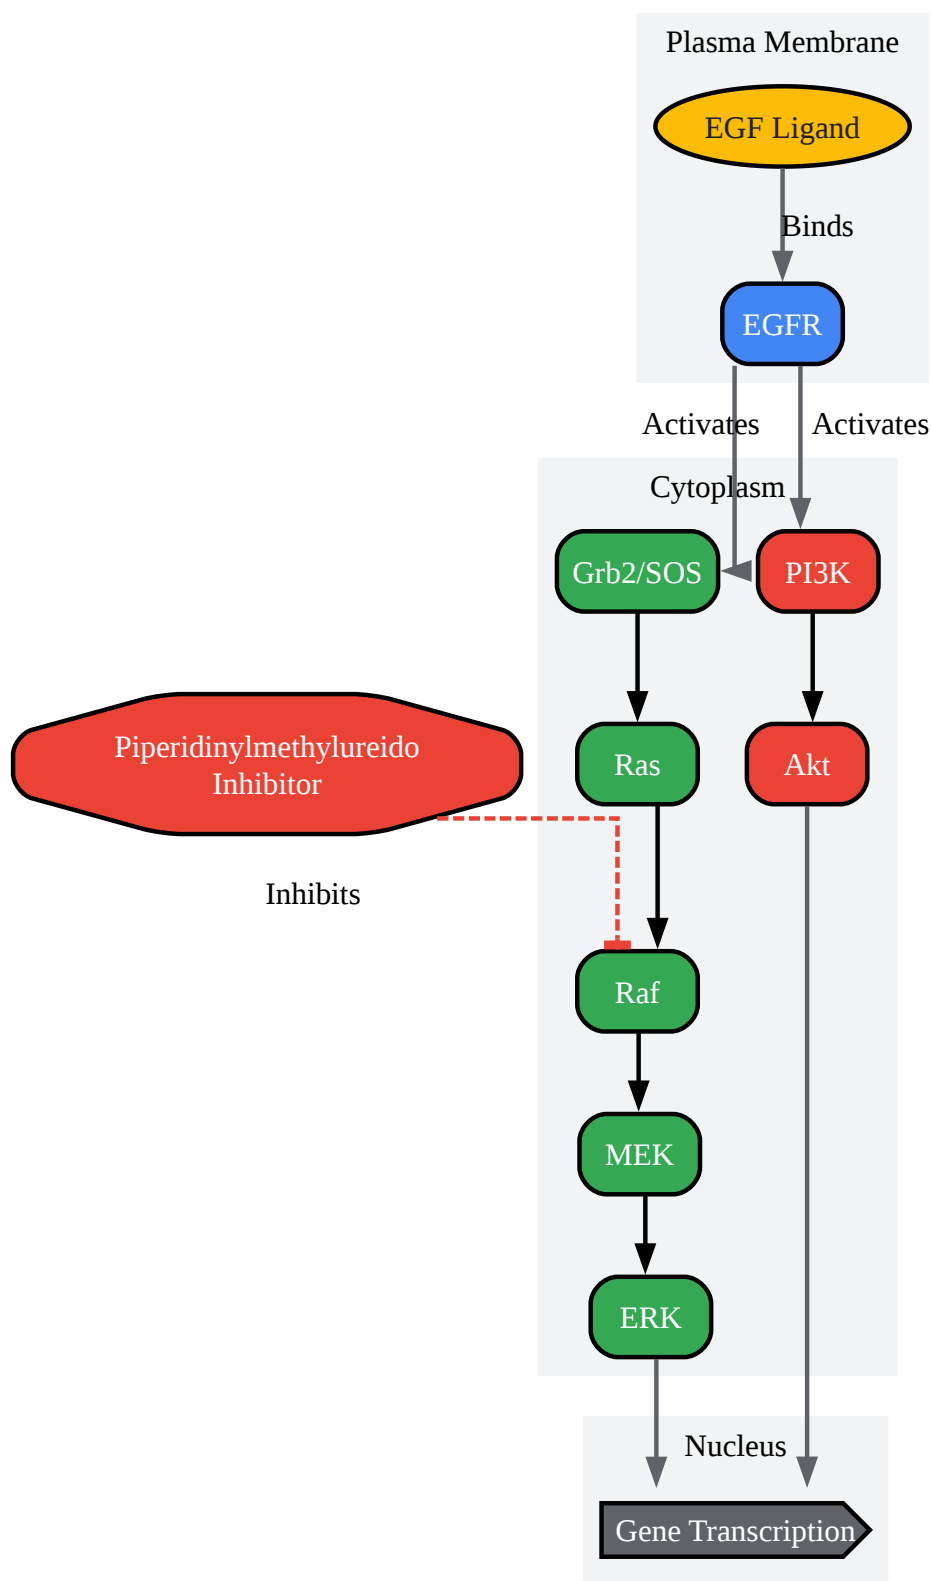 Plasma Membrane
EGF Ligand
Binds
EGFR
Activates
Activates
Cytoplasm
Grb2/SOS
PI3K
Piperidinylmethylureido
Inhibitor
Ras
Akt
Inhibits
Raf
MEK
ERK
Nucleus
Gene Transcription